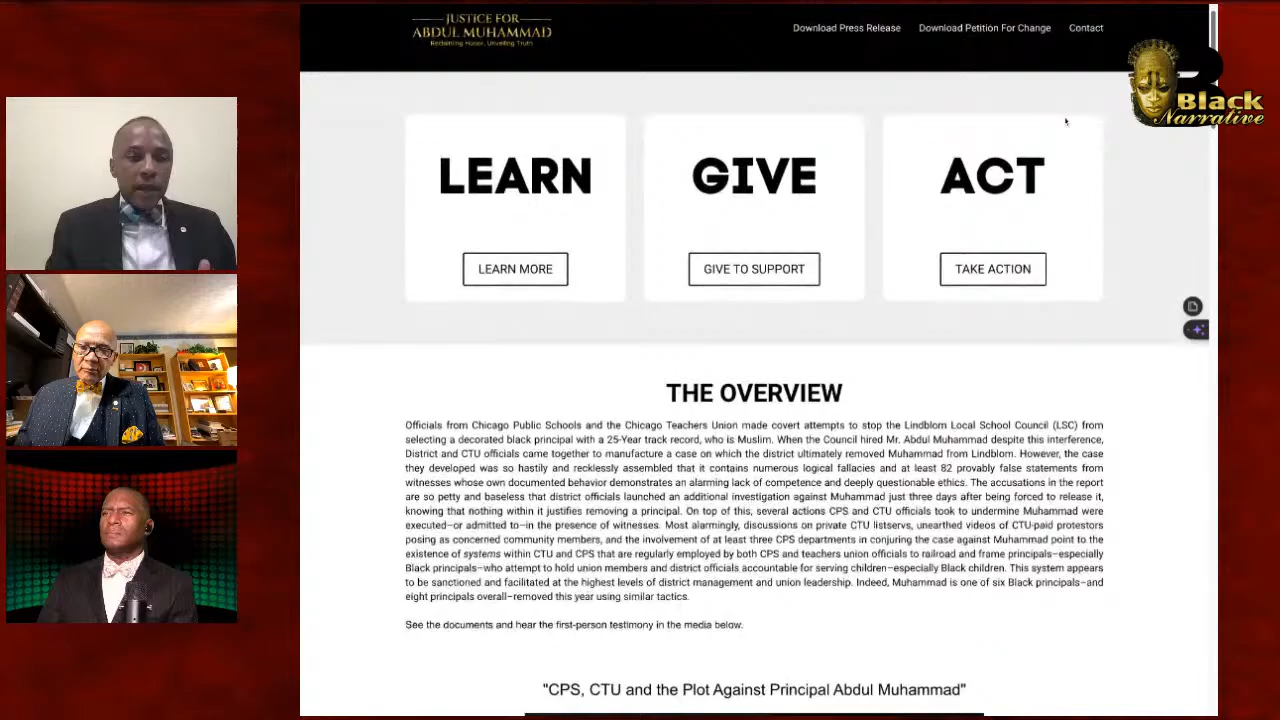 JUSTICE FOR
ABDUL MUHAMMAD
Reclaiming Honor, Unveiling Truth
Download Press Release Download Petition For Change Contact
Black
Narrative
LEARN GIVE ACT
LEARN MORE GIVE TO SUPPORT TAKE ACTION
THE OVERVIEW
Officials from Chicago Public Schools and the Chicago Teachers Union made covert attempts to stop the Lindblom Local School Council (LSC) from
selecting a decorated black principal with a 25-Year track record, who is Muslim. When the Council hired Mr. Abdul Muhammad despite this interference,
District and CTU officials came together to manufacture a case on which the district ultimately removed Muhammad from Lindblom. However, the case
they developed was so hastily and recklessly assembled that it contains numerous logical fallacies and at least 82 provably false statements from
witnesses whose own documented behavior demonstrates an alarming lack of competence and deeply questionable ethics. The accusations in the report
are so petty and baseless that district officials launched an additional investigation against Muhammad just three days after being forced to release it,
knowing that nothing within it justifies removing a principal. On top of this, several actions CPS and CTU officials took to undermine Muhammad were
executed–or admitted to–in the presence of witnesses. Most alarmingly, discussions on private CTU listservs, unearthed videos of CTU-paid protestors
posing as concerned community members, and the involvement of at least three CPS departments in conjuring the case against Muhammad point to the
existence of systems within CTU and CPS that are regularly employed by both CPS and teachers union officials to railroad and frame principals–especially
Black principals–who attempt to hold union members and district officials accountable for serving children–especially Black children. This system appears
to be sanctioned and facilitated at the highest levels of district management and union leadership. Indeed, Muhammad is one of six Black principals–and
eight principals overall–removed this year using similar tactics.
See the documents and hear the first-person testimony in the media below.
"CPS, CTU and the Plot Against Principal Abdul Muhammad"